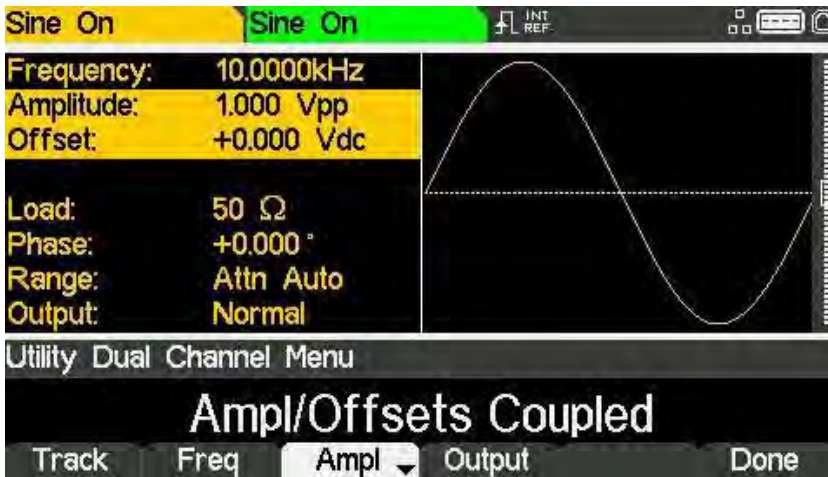 Sine On Sine On INT
REF
Frequency: 10.0000kHz
Amplitude: 1.000 Vpp
Offset: +0.000 Vdc
Load: 50 Ω
Phase: +0.000 °
Range: Attn Auto
Output: Normal
Utility Dual Channel Menu
Ampl/Offsets Coupled
Track Freq Ampl Output Done